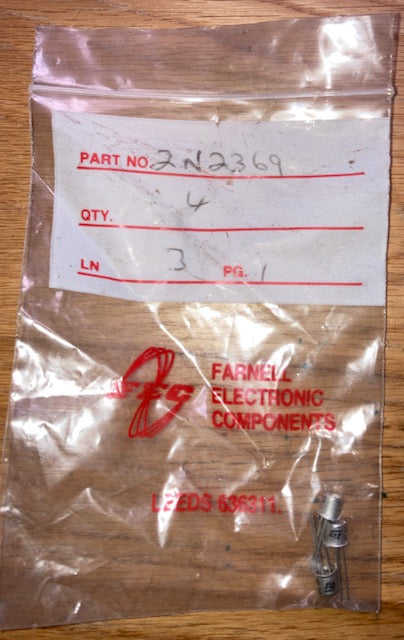 PART NO. 2N2369
QTY. 4
LN 3 PG. 1
FARNELL
ELECTRONIC
COMPONENTS
LEEDS 636311.